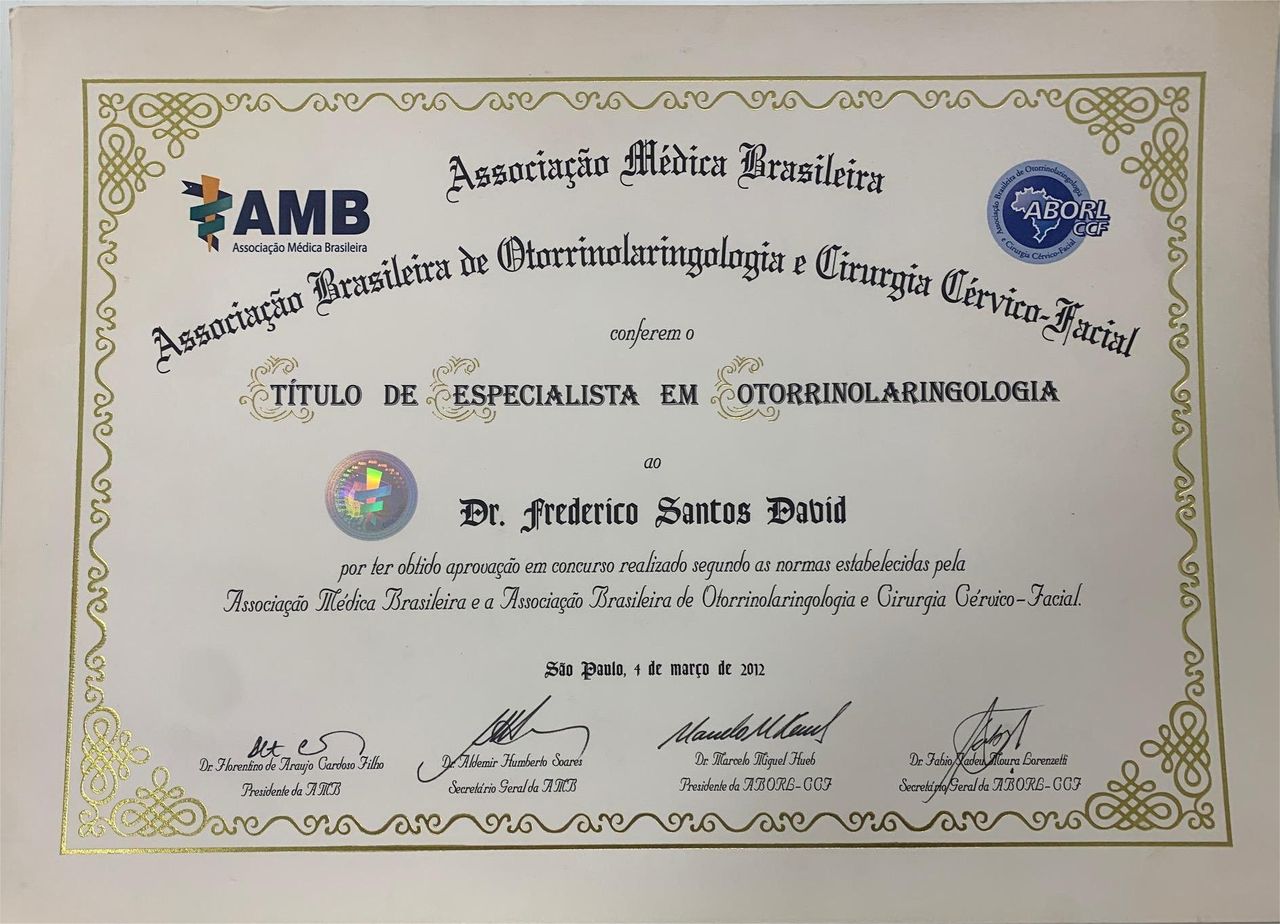 Associação Médica Brasileira
AMB
Associação Médica Brasileira
Associação Brasileira de Otorrinolaringologia
ABORL
CCF
e Cirurgia Cérvico-Facial
Associação Brasileira de Otorrinolaringologia e Cirurgia Cérvico-Facial
conferem o
TÍTULO DE ESPECIALISTA EM OTORRINOLARINGOLOGIA
ao
AMB
Dr. Frederico Santos David
por ter obtido aprovação em concurso realizado segundo as normas estabelecidas pela
Associação Médica Brasileira e a Associação Brasileira de Otorrinolaringologia e Cirurgia Cérvico-Facial.
São Paulo, 4 de março de 2012
Dr. Florentino de Araujo Cardoso Filho
Presidente da AMB
Dr. Aldemir Humberto Soares
Secretário Geral da AMB
Dr. Marcelo Miguel Hueb
Presidente da ABORL-CCF
Dr. Fabio Tadeu Moura Lorenzetti
Secretário Geral da ABORL-CCF